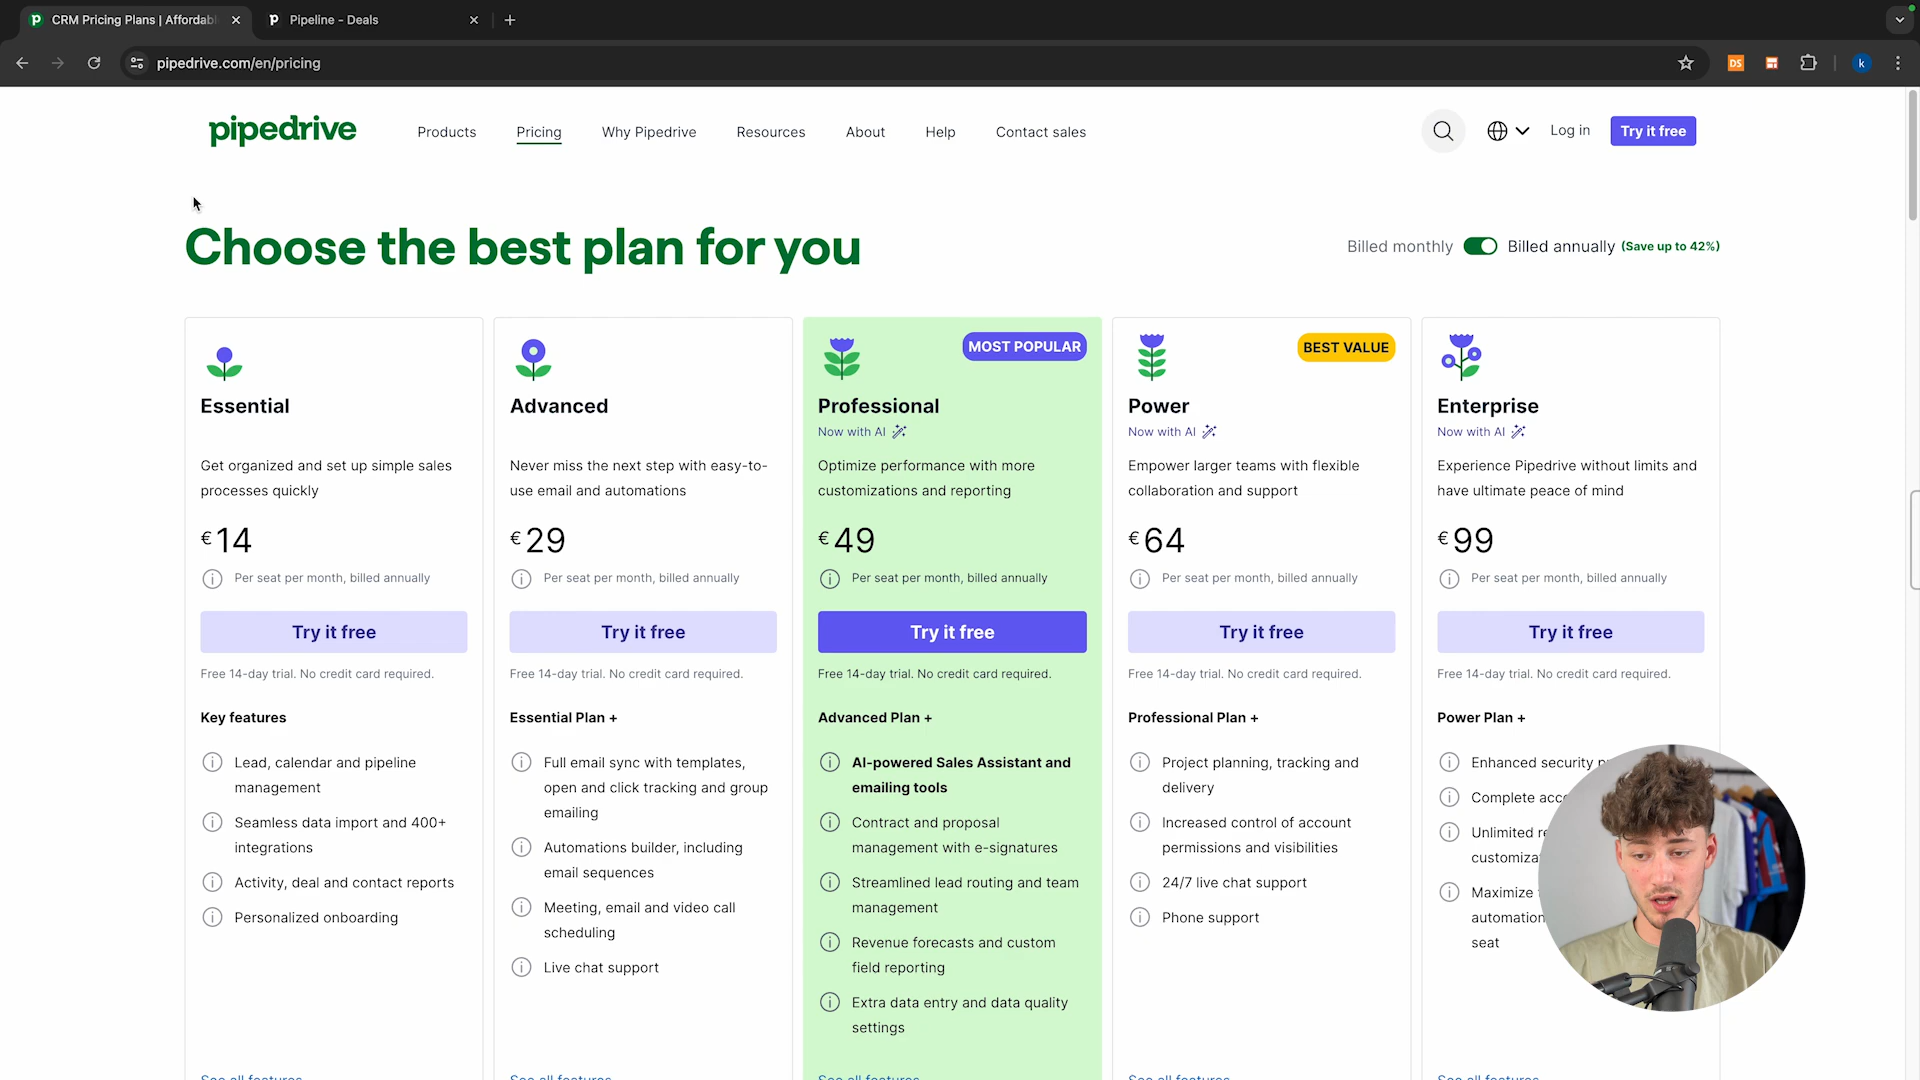 CRM Pricing Plans | Affordab
Pipeline - Deals
pipedrive.com/en/pricing
DS
k
pipedrive
Products
Pricing
Why Pipedrive
Resources
About
Help
Contact sales
Log in
Try it free
Choose the best plan for you
Billed monthly
Billed annually (Save up to 42%)
Essential
Get organized and set up simple sales
processes quickly
€14
Per seat per month, billed annually
Try it free
Free 14-day trial. No credit card required.
Key features
Lead, calendar and pipeline
management
Seamless data import and 400+
integrations
Activity, deal and contact reports
Personalized onboarding
See all features
Advanced
Never miss the next step with easy-to-
use email and automations
€29
Per seat per month, billed annually
Try it free
Free 14-day trial. No credit card required.
Essential Plan +
Full email sync with templates,
open and click tracking and group
emailing
Automations builder, including
email sequences
Meeting, email and video call
scheduling
Live chat support
See all features
MOST POPULAR
Professional
Now with AI
Optimize performance with more
customizations and reporting
€49
Per seat per month, billed annually
Try it free
Free 14-day trial. No credit card required.
Advanced Plan +
AI-powered Sales Assistant and
emailing tools
Contract and proposal
management with e-signatures
Streamlined lead routing and team
management
Revenue forecasts and custom
field reporting
Extra data entry and data quality
settings
See all features
BEST VALUE
Power
Now with AI
Empower larger teams with flexible
collaboration and support
€64
Per seat per month, billed annually
Try it free
Free 14-day trial. No credit card required.
Professional Plan +
Project planning, tracking and
delivery
Increased control of account
permissions and visibilities
24/7 live chat support
Phone support
See all features
Enterprise
Now with AI
Experience Pipedrive without limits and
have ultimate peace of mind
€99
Per seat per month, billed annually
Try it free
Free 14-day trial. No credit card required.
Power Plan +
Enhanced security
Complete
Unlimited
Maximize
automation
seat
See all features